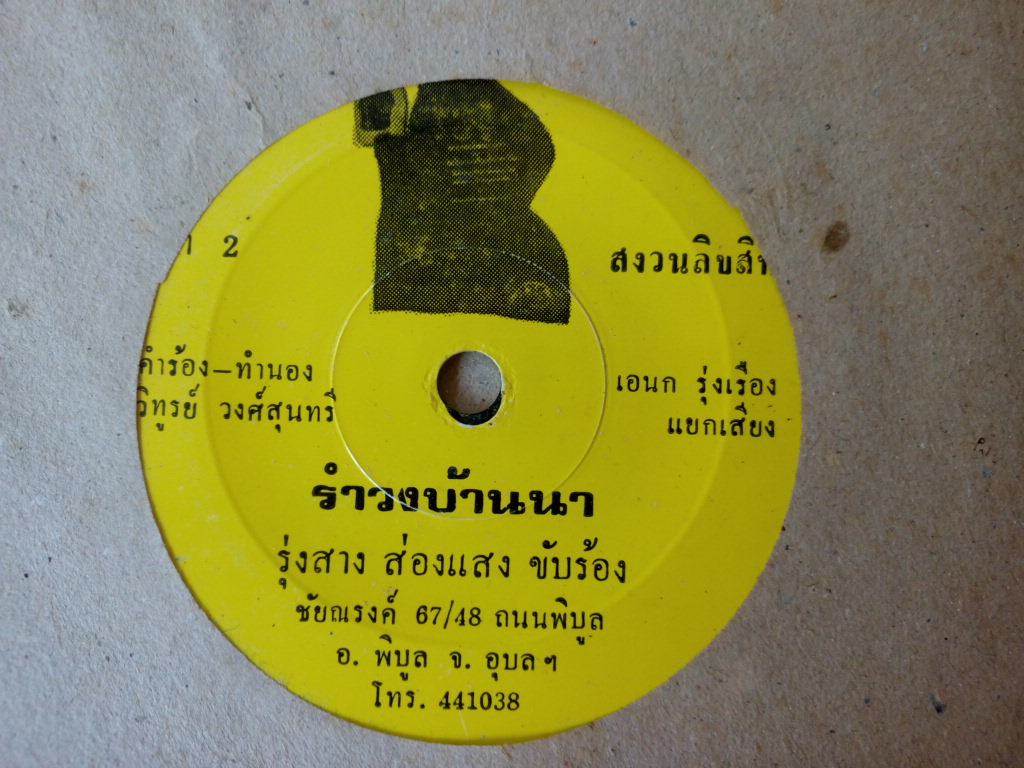 า 2
สงวนลิขสิท
คำร้อง–ทำนอง
วิทูรย์ วงศ์สุนทรี
เอนก รุ่งเรือง
แยกเสียง
รำวงบ้านนา
รุ่งสาง ส่องแสง ขับร้อง
ชัยณรงค์ 67/48 ถนนพิบูล
อ. พิบูล จ. อุบลฯ
โทร. 441038